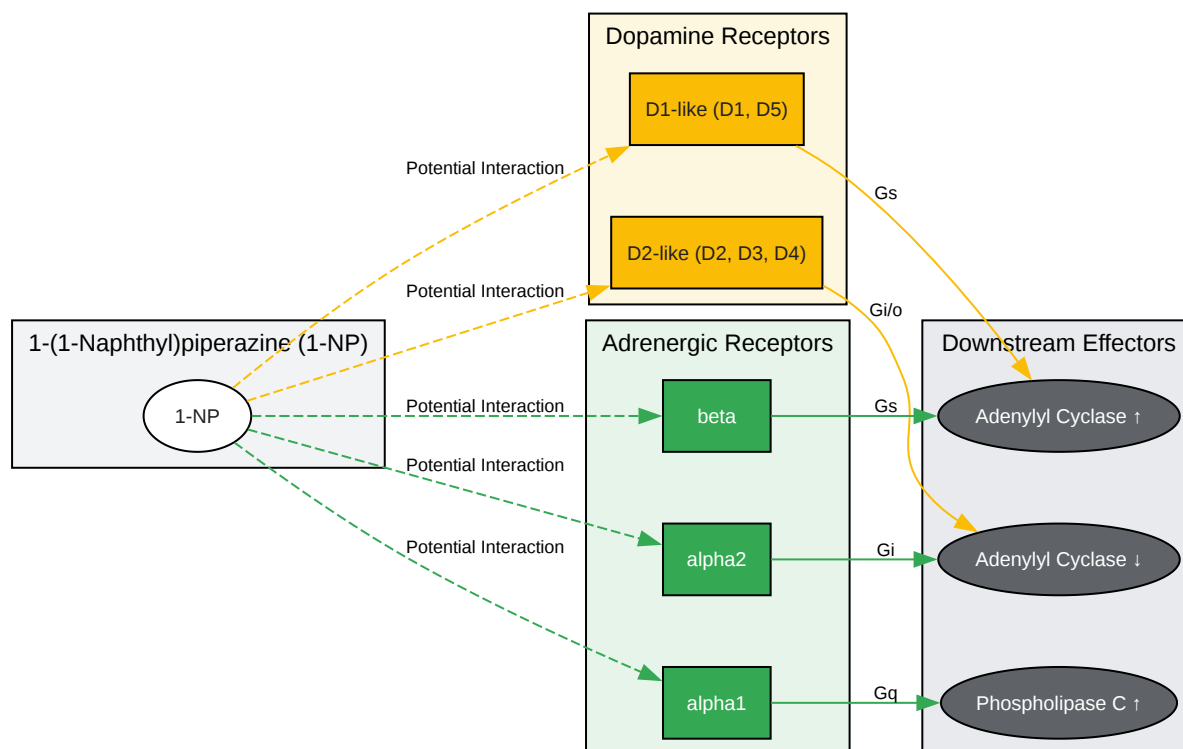 Dopamine Receptors
D1-like (D1, D5)
Potential Interaction
Gs
D2-like (D2, D3, D4)
Potential Interaction
Gi/o
1-(1-Naphthyl)piperazine (1-NP)
Adrenergic Receptors
Downstream Effectors
1-NP
Potential Interaction
beta
Gs
Adenylyl Cyclase ↑
Potential Interaction
Potential Interaction
alpha2
Gi
Adenylyl Cyclase ↓
alpha1
Gq
Phospholipase C ↑